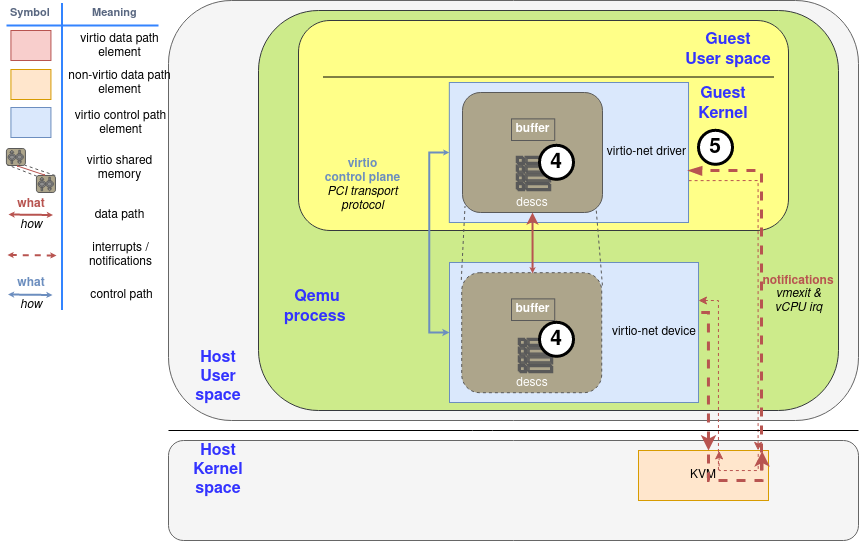 Symbol
Meaning
virtio data path
element
non-virtio data path
element
virtio control path
element
virtio shared
memory
what
how
data path
interrupts /
notifications
what
how
control path
Guest
User space
Guest
Kernel
5
buffer
4
descs
virtio-net driver
virtio
control plane
PCI transport
protocol
notifications
vmexit &
vCPU irq
Qemu
process
buffer
4
descs
virtio-net device
Host
User
space
Host
Kernel
space
KVM